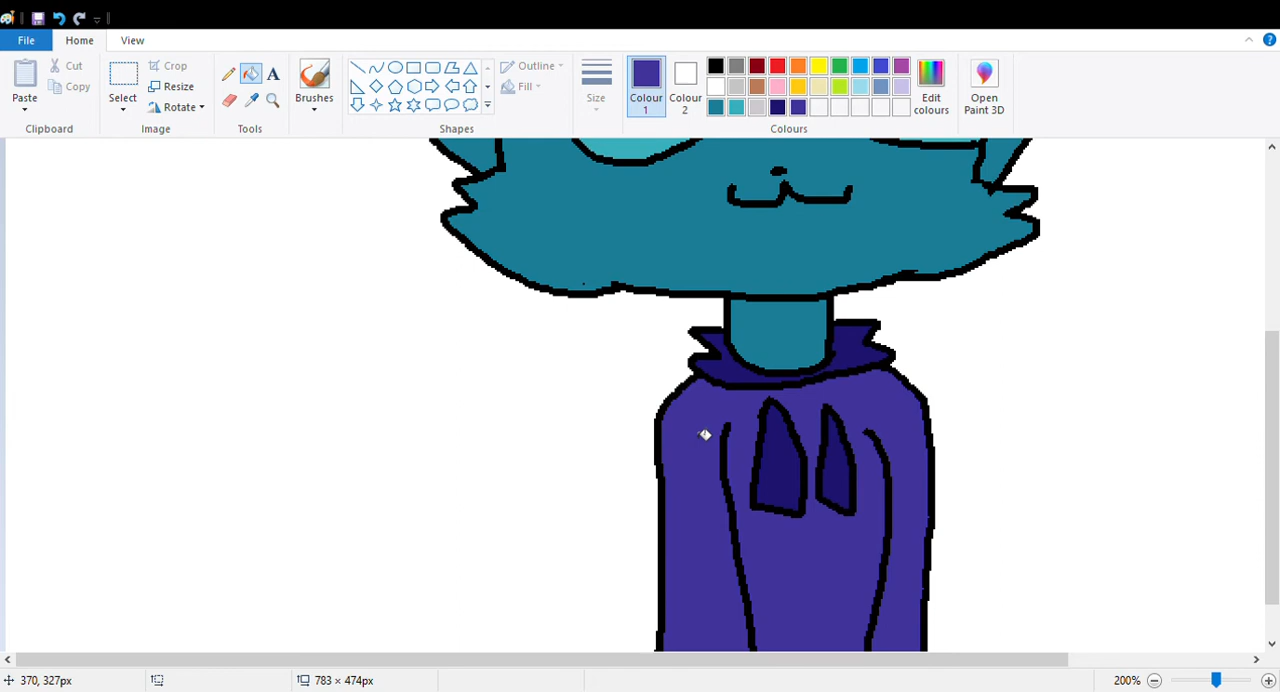 File Home View
Cut
Copy
Paste
Clipboard
Select
Crop
Resize
Rotate
Image
A
Tools
Brushes
Outline
Fill
Shapes
Size
Colour 1
Colour 2
Edit colours
Colours
Open Paint 3D
370, 327px
783 × 474px
200%